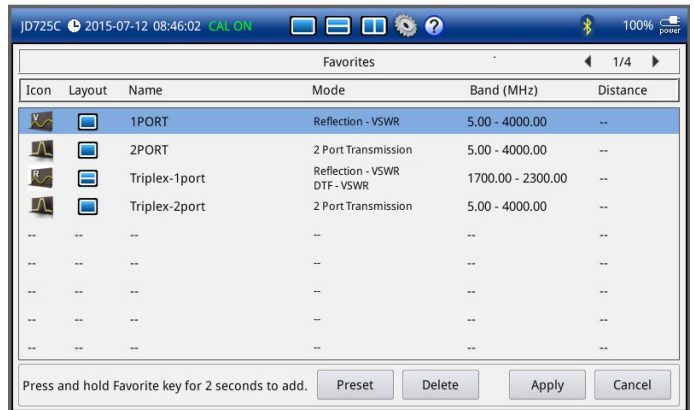 JD725C 2015-07-12 08:46:02 CAL ON ? 100% power
Favorites 1/4
Icon Layout Name Mode Band (MHz) Distance
V 1PORT Reflection - VSWR 5.00 - 4000.00 --
2PORT 2 Port Transmission 5.00 - 4000.00 --
R Triplex-1port Reflection - VSWR 1700.00 - 2300.00 --
DTF - VSWR
Triplex-2port 2 Port Transmission 5.00 - 4000.00 --
-- -- -- -- -- --
-- -- -- -- -- --
-- -- -- -- -- --
-- -- -- -- -- --
-- -- -- -- -- --
Press and hold Favorite key for 2 seconds to add. Preset Delete Apply Cancel